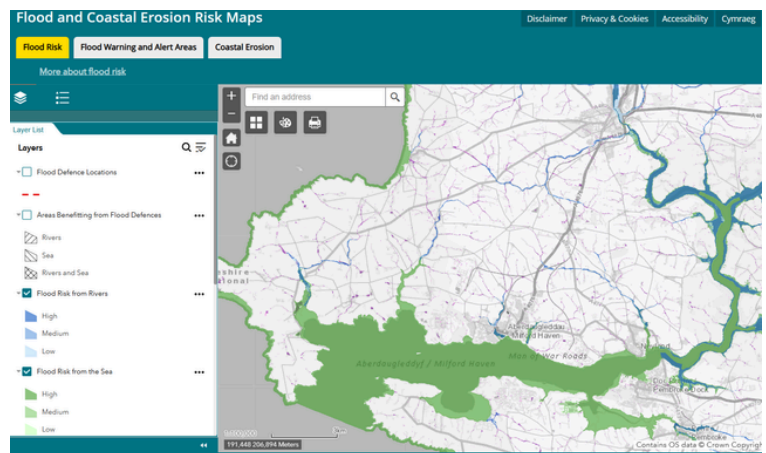 Flood and Coastal Erosion Risk Maps
Disclaimer Privacy & Cookies Accessibility Cymraeg
Flood Risk Flood Warning and Alert Areas Coastal Erosion
More about flood risk
Find an address
Layer List
Layers
Flood Defence Locations
Areas Benefitting from Flood Defences
Rivers
Sea
Rivers and Sea
Flood Risk from Rivers
High
Medium
Low
Flood Risk from the Sea
High
Medium
Low
Aberdaugleddau
Milford Haven
Aberdaugleddyf / Milford Haven
Man of War Roads
191,448 206,894 Meters
Contains OS data © Crown Copyrigh